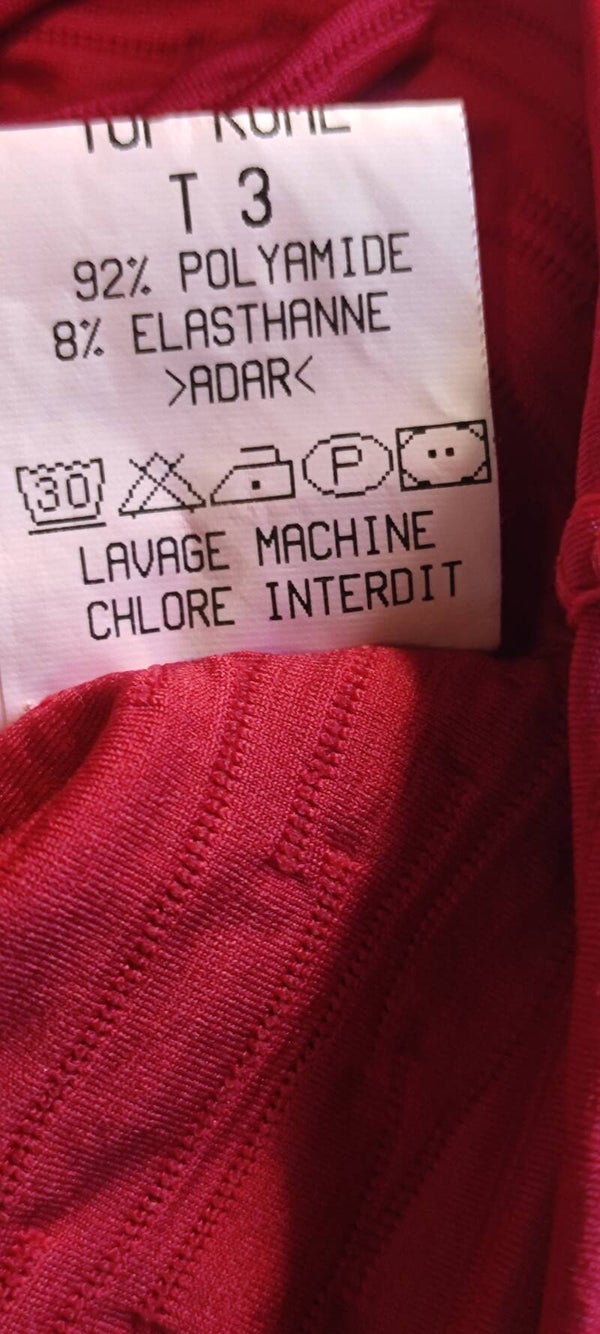 T 3
92% POLYAMIDE
8% ELASTHANNE
>ADAR<
30 P
LAVAGE MACHINE
CHLORE INTERDIT